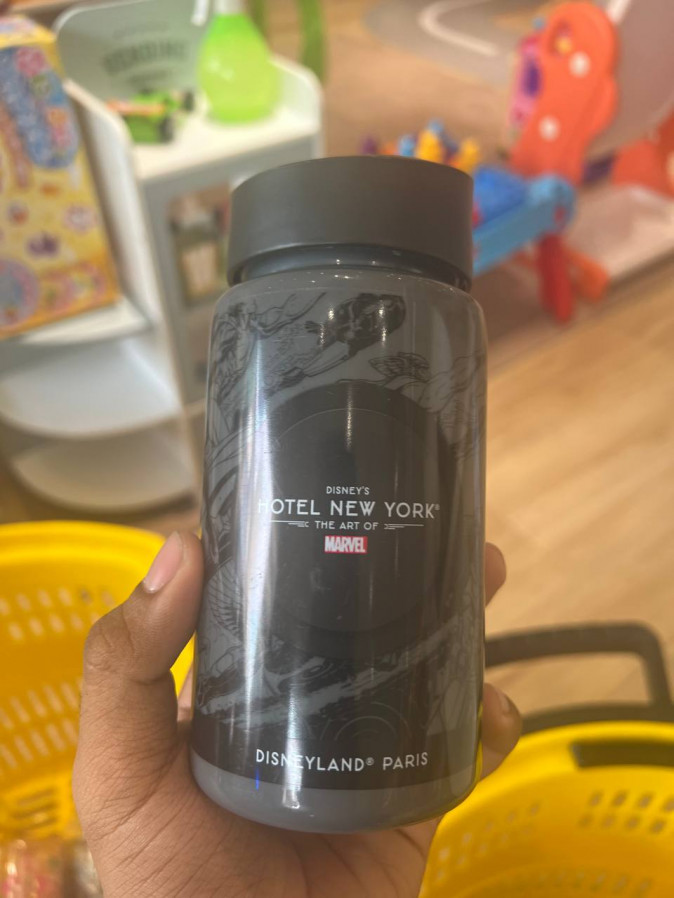 DISNEY'S
HOTEL NEW YORK®
THE ART OF
MARVEL
DISNEYLAND® PARIS